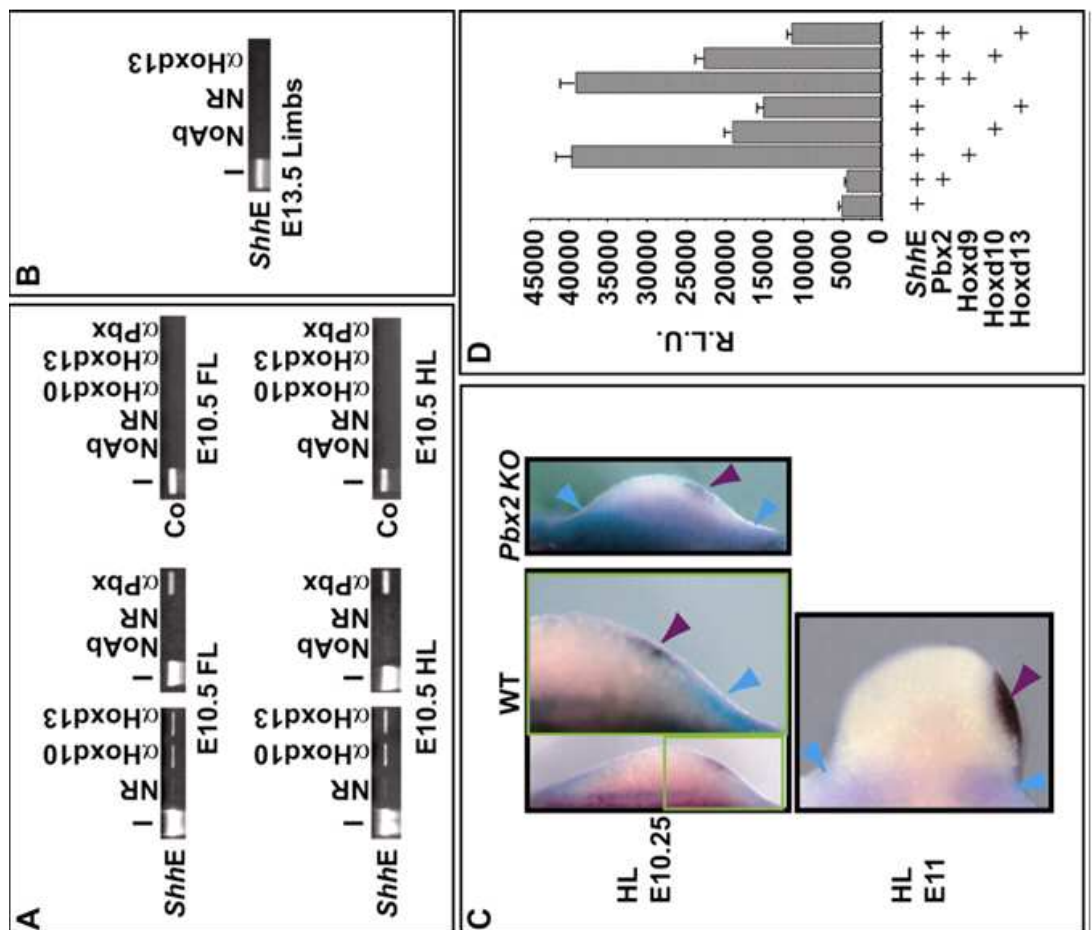 A
I
NR
αHoxd10
αHoxd13
ShhE
E10.5 FL
I
NoAb
NR
αPbx
I
NoAb
NR
αHoxd10
αHoxd13
αPbx
Co
E10.5 FL
I
NR
αHoxd10
αHoxd13
ShhE
E10.5 HL
I
NoAb
NR
αPbx
I
NoAb
NR
αHoxd10
αHoxd13
αPbx
Co
E10.5 HL
B
I
NoAb
NR
αHoxd13
ShhE
E13.5 Limbs
C
WT
Pbx2 KO
HL
E10.25
HL
E11
D
R.L.U.
45000
40000
35000
30000
25000
20000
15000
10000
5000
0
ShhE + + + + + + + +
Pbx2 + + + +
Hoxd9 + +
Hoxd10 + +
Hoxd13 + +